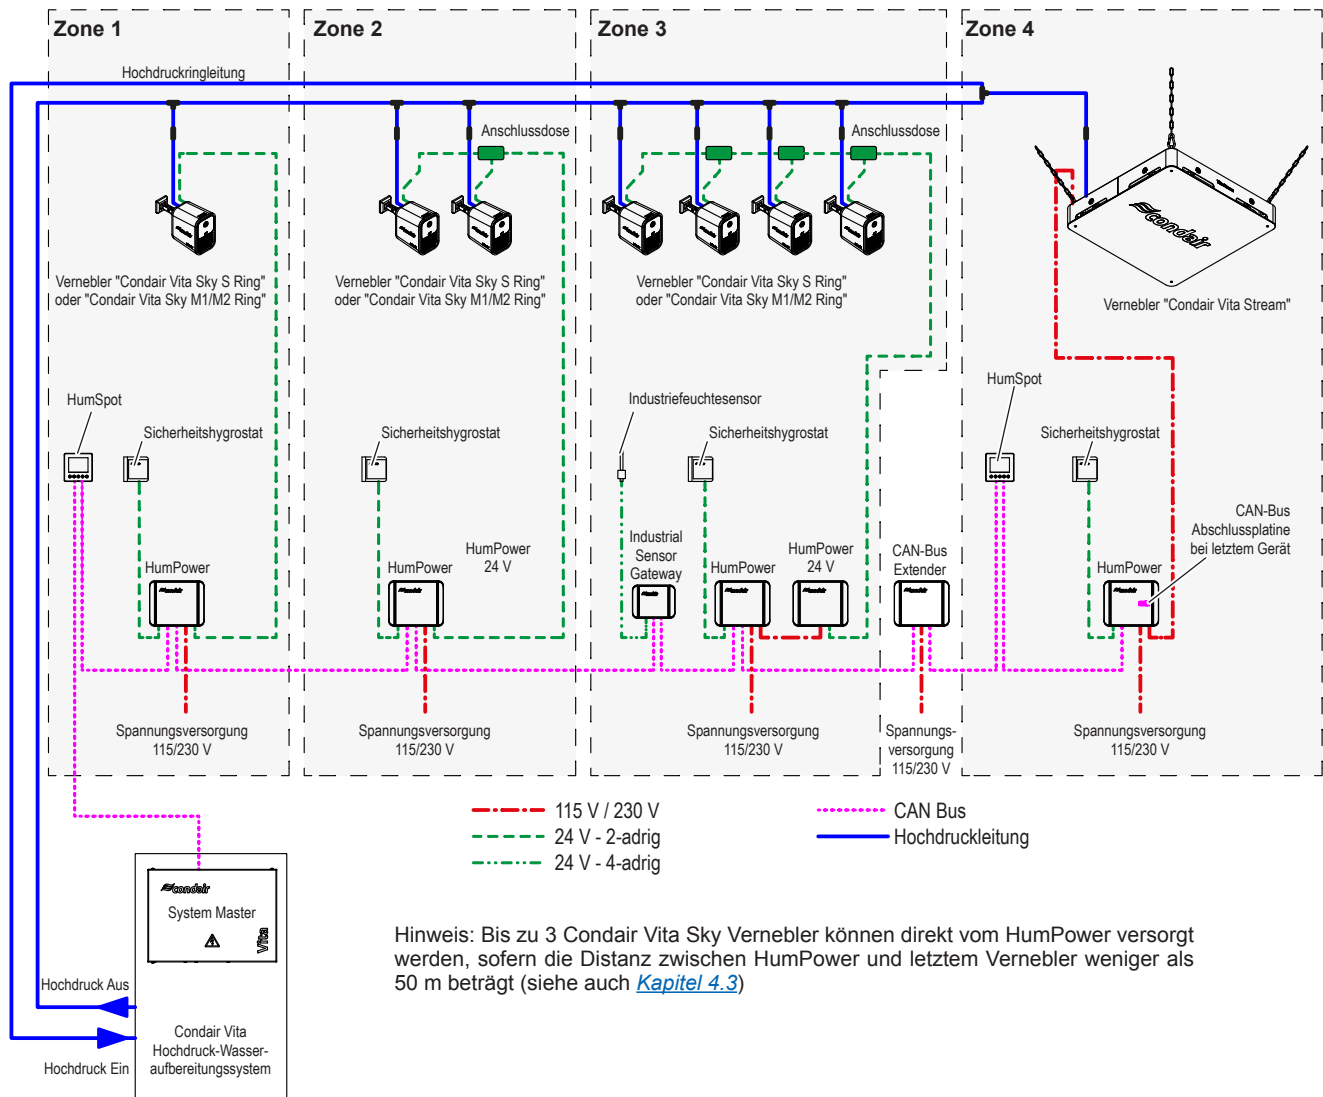 Zone 1
Zone 2
Zone 3
Zone 4
Hochdruckringleitung
Anschlussdose
Anschlussdose
condair
Vernebler "Condair Vita Sky S Ring"
oder "Condair Vita Sky M1/M2 Ring"
Vernebler "Condair Vita Sky S Ring"
oder "Condair Vita Sky M1/M2 Ring"
Vernebler "Condair Vita Sky S Ring"
oder "Condair Vita Sky M1/M2 Ring"
Vernebler "Condair Vita Stream"
HumSpot
Sicherheitshygrostat
Sicherheitshygrostat
Industriefeuchtesensor
Sicherheitshygrostat
HumSpot
Sicherheitshygrostat
CAN-Bus
Abschlussplatine
bei letztem Gerät
HumPower
HumPower
HumPower
24 V
Industrial
Sensor
Gateway
HumPower
HumPower
24 V
CAN-Bus
Extender
HumPower
Spannungsversorgung
115/230 V
Spannungsversorgung
115/230 V
Spannungsversorgung
115/230 V
Spannungs-
versorgung
115/230 V
Spannungsversorgung
115/230 V
115 V / 230 V
24 V - 2-adrig
24 V - 4-adrig
CAN Bus
Hochdruckleitung
condair
System Master
Vita
Hochdruck Aus
Hochdruck Ein
Condair Vita
Hochdruck-Wasser-
aufbereitungssystem
Hinweis: Bis zu 3 Condair Vita Sky Vernebler können direkt vom HumPower versorgt
werden, sofern die Distanz zwischen HumPower und letztem Vernebler weniger als
50 m beträgt (siehe auch Kapitel 4.3)